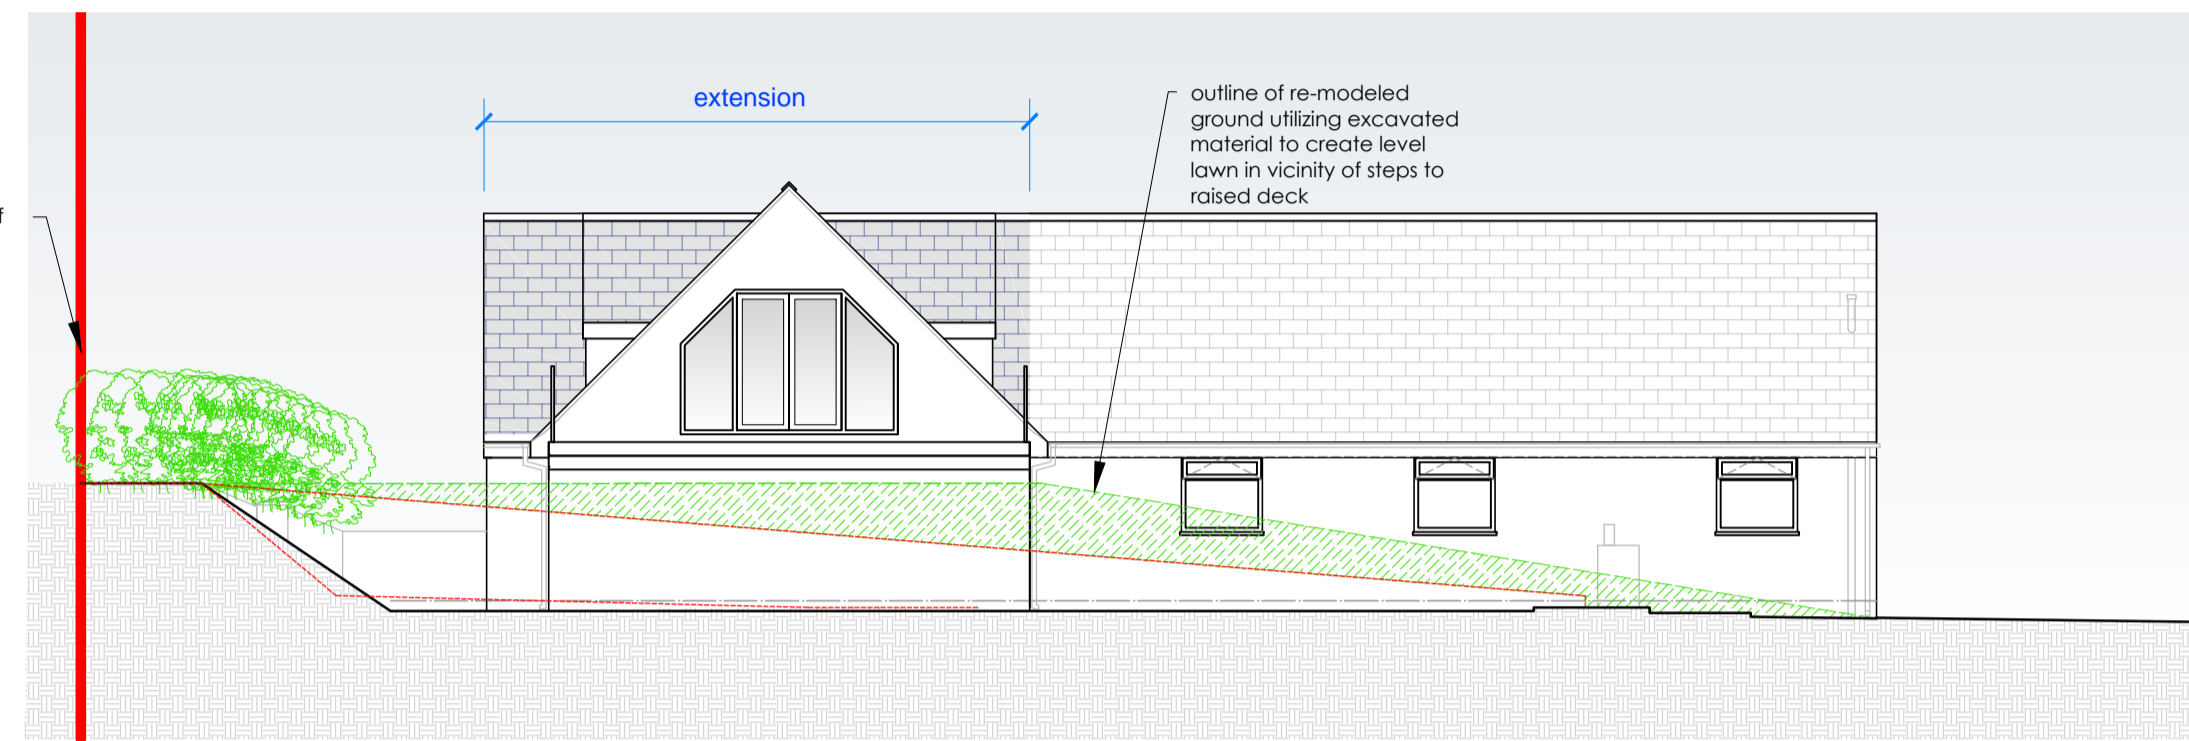 extension
outline of re-modeled
ground utilizing excavated
material to create level
lawn in vicinity of steps to
raised deck